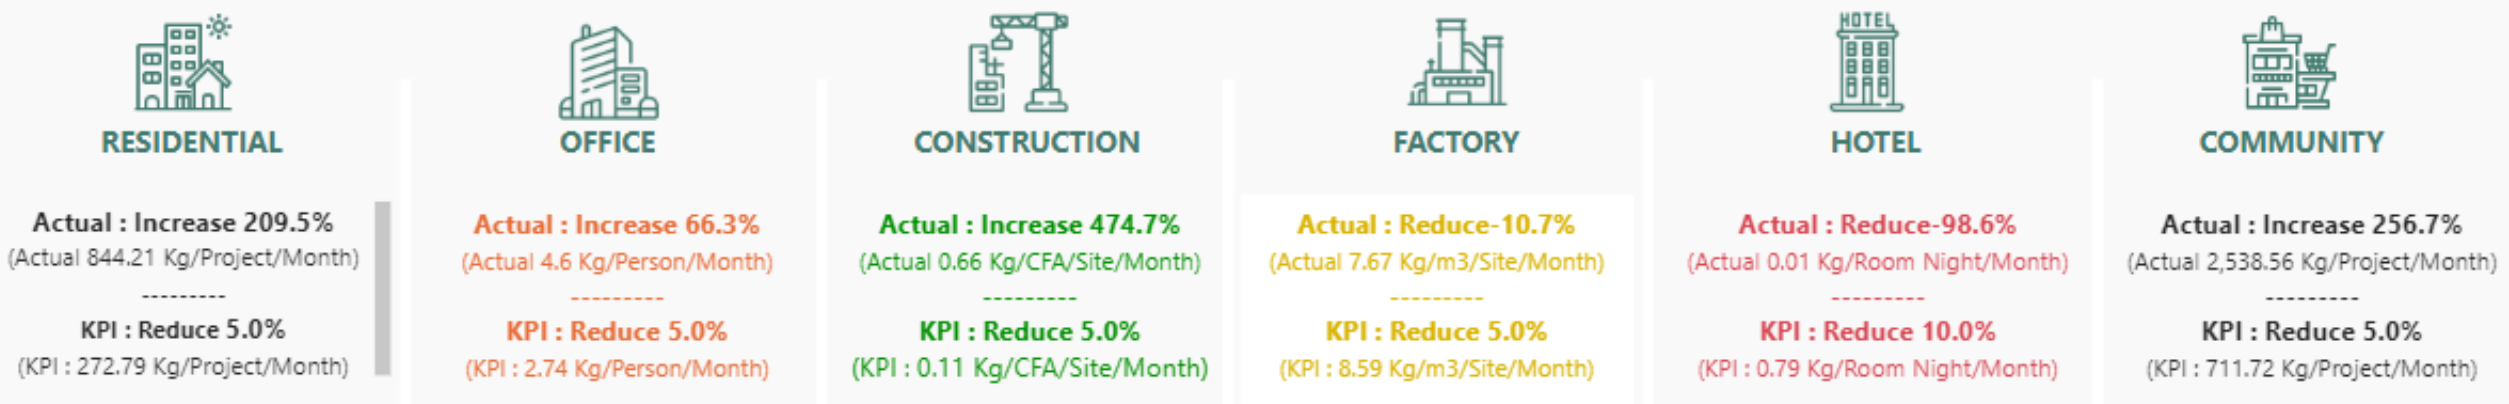 RESIDENTIAL
Actual : Increase 209.5%
(Actual 844.21 Kg/Project/Month)
---------
KPI : Reduce 5.0%
(KPI : 272.79 Kg/Project/Month)
OFFICE
Actual : Increase 66.3%
(Actual 4.6 Kg/Person/Month)
---------
KPI : Reduce 5.0%
(KPI : 2.74 Kg/Person/Month)
CONSTRUCTION
Actual : Increase 474.7%
(Actual 0.66 Kg/CFA/Site/Month)
---------
KPI : Reduce 5.0%
(KPI : 0.11 Kg/CFA/Site/Month)
FACTORY
Actual : Reduce-10.7%
(Actual 7.67 Kg/m3/Site/Month)
---------
KPI : Reduce 5.0%
(KPI : 8.59 Kg/m3/Site/Month)
HOTEL
HOTEL
Actual : Reduce-98.6%
(Actual 0.01 Kg/Room Night/Month)
---------
KPI : Reduce 10.0%
(KPI : 0.79 Kg/Room Night/Month)
COMMUNITY
Actual : Increase 256.7%
(Actual 2,538.56 Kg/Project/Month)
---------
KPI : Reduce 5.0%
(KPI : 711.72 Kg/Project/Month)